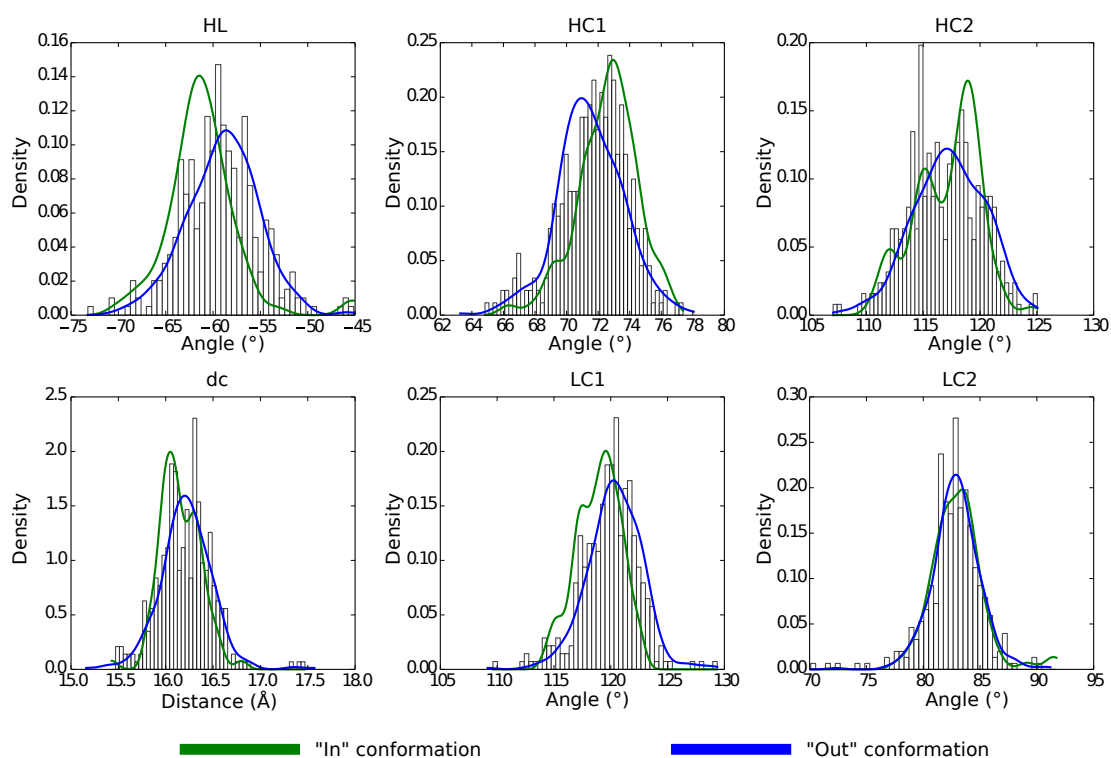 HL HC1 HC2
0.16 0.25 0.20
0.14
0.12 0.20 0.15
0.10 0.15
Density 0.08 Density Density 0.10
0.06 0.10
0.04 0.05 0.05
0.02
0.00 0.00 0.00
−75 −70 −65 −60 −55 −50 −45 62 64 66 68 70 72 74 76 78 80 105 110 115 120 125 130
Angle (°) Angle (°) Angle (°)
dc LC1 LC2
2.5 0.25 0.30
0.25
2.0 0.20
0.20
1.5 0.15
Density Density Density 0.15
1.0 0.10
0.10
0.5 0.05 0.05
0.0 0.00 0.00
15.0 15.5 16.0 16.5 17.0 17.5 18.0 105 110 115 120 125 130 70 75 80 85 90 95
Distance (Å) Angle (°) Angle (°)
"In" conformation "Out" conformation